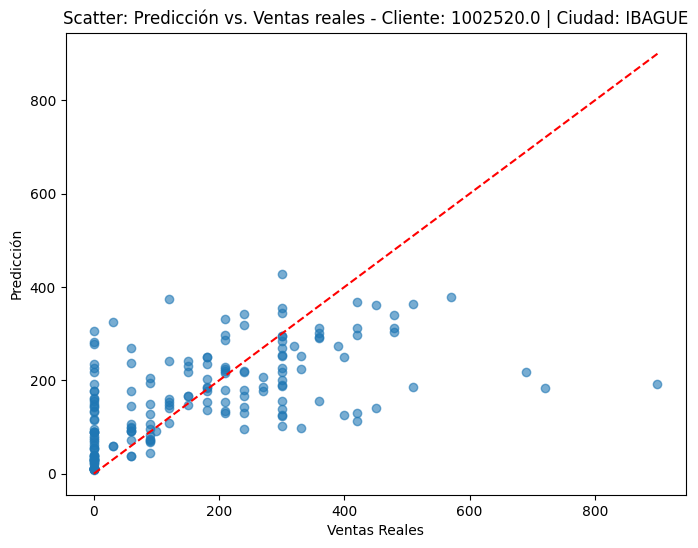 Scatter: Predicción vs. Ventas reales - Cliente: 1002520.0 | Ciudad: IBAGUE
Predicción
800
600
400
200
0
0 200 400 600 800
Ventas Reales